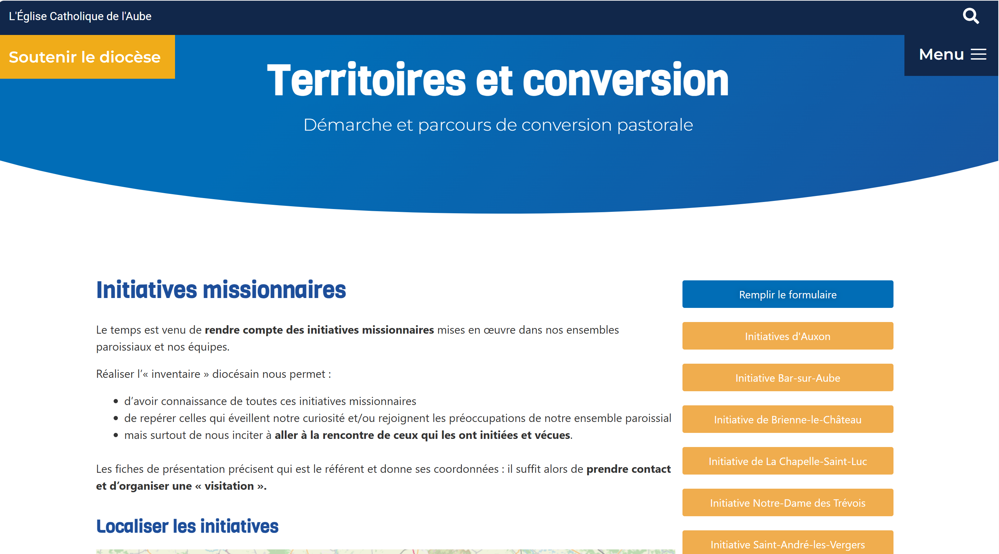 L'Église Catholique de l'Aube
Soutenir le diocèse
Menu
Territoires et conversion
Démarche et parcours de conversion pastorale
Initiatives missionnaires
Le temps est venu de rendre compte des initiatives missionnaires mises en œuvre dans nos ensembles
paroissiaux et nos équipes.
Réaliser l’« inventaire » diocésain nous permet :
d’avoir connaissance de toutes ces initiatives missionnaires
de repérer celles qui éveillent notre curiosité et/ou rejoignent les préoccupations de notre ensemble paroissial
mais surtout de nous inciter à aller à la rencontre de ceux qui les ont initiées et vécues.
Les fiches de présentation précisent qui est le référent et donne ses coordonnées : il suffit alors de prendre contact
et d’organiser une « visitation ».
Localiser les initiatives
Remplir le formulaire
Initiatives d'Auxon
Initiative Bar-sur-Aube
Initiative de Brienne-le-Château
Initiative de La Chapelle-Saint-Luc
Initiative Notre-Dame des Trévois
Initiative Saint-André-les-Vergers